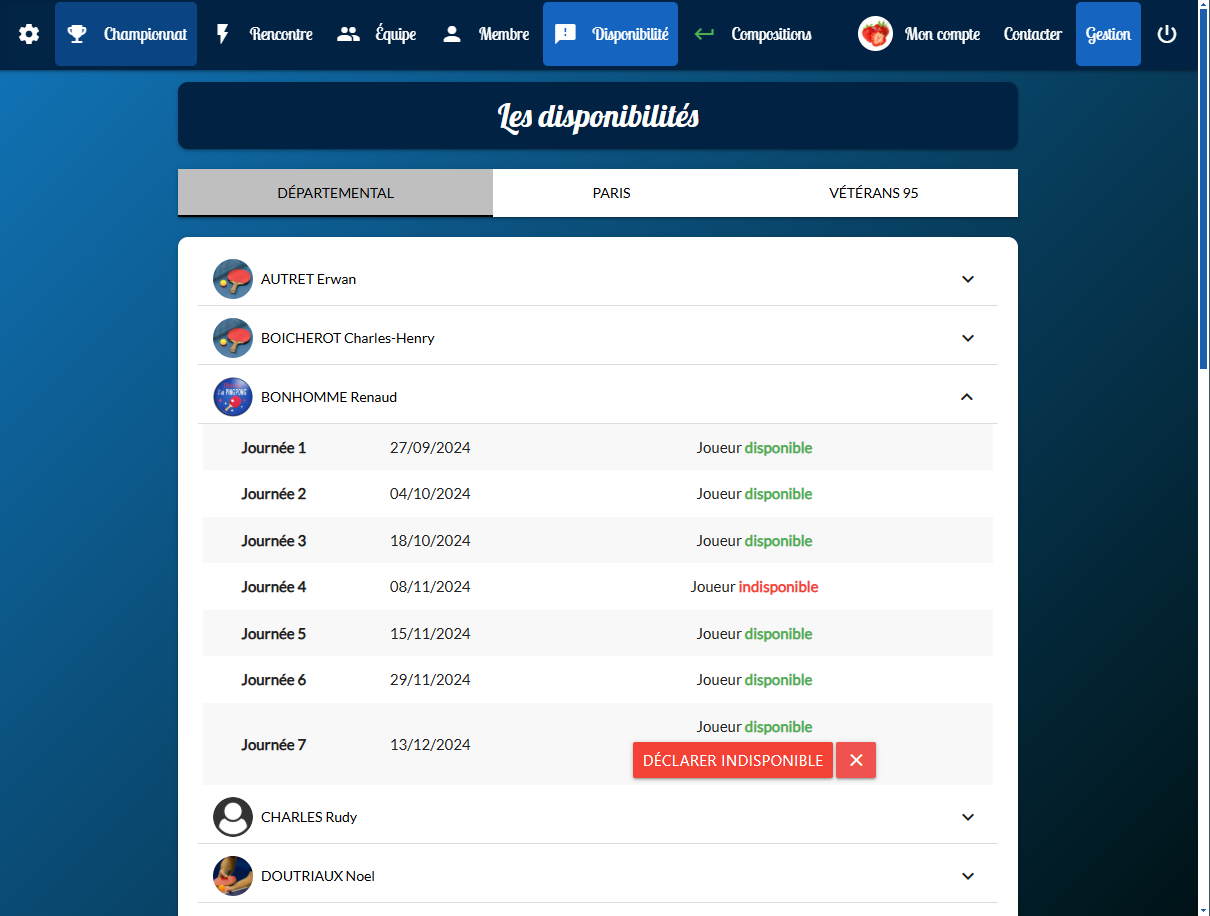 Championnat Rencontre Équipe Membre Disponibilité Compositions Mon compte Contacter Gestion
Les disponibilités
DÉPARTEMENTAL PARIS VÉTÉRANS 95
AUTRET Erwan
BOICHEROT Charles-Henry
BONHOMME Renaud
Journée 1 27/09/2024 Joueur disponible
Journée 2 04/10/2024 Joueur disponible
Journée 3 18/10/2024 Joueur disponible
Journée 4 08/11/2024 Joueur indisponible
Journée 5 15/11/2024 Joueur disponible
Journée 6 29/11/2024 Joueur disponible
Journée 7 13/12/2024 Joueur disponible
DÉCLARER INDISPONIBLE
CHARLES Rudy
DOUTRIAUX Noel